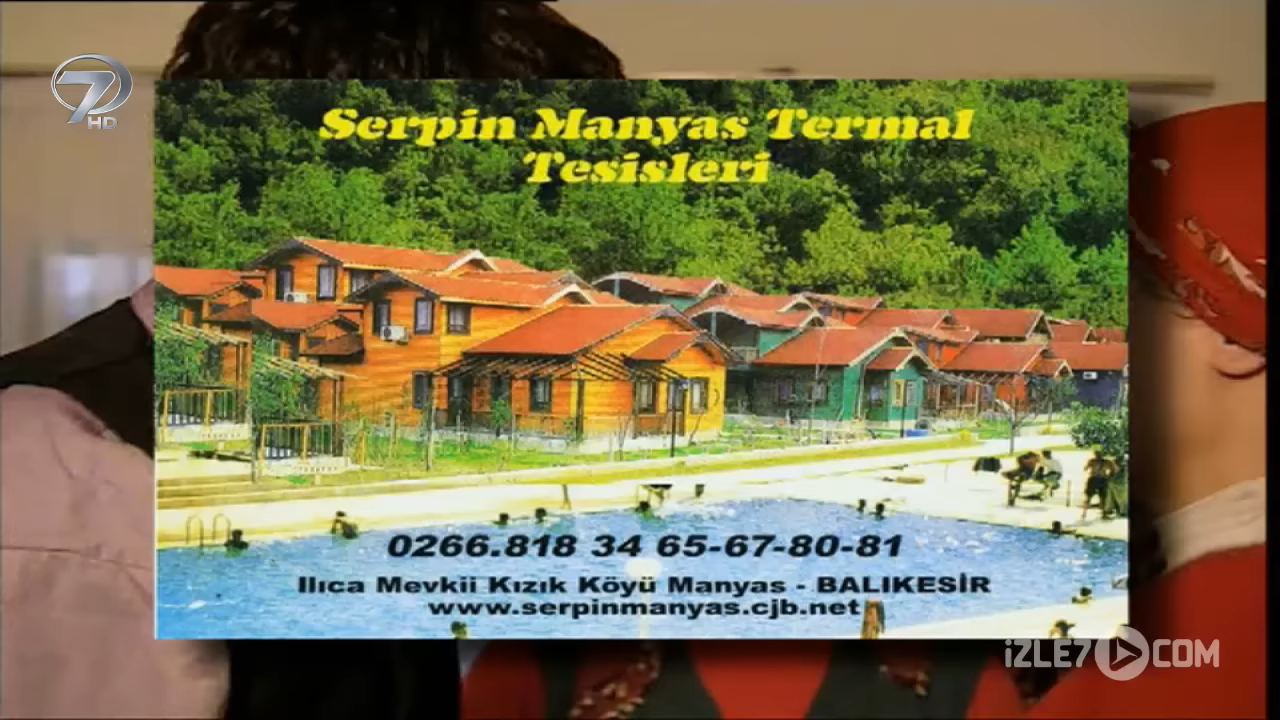 7
HD
Serpin Manyas Termal
Tesisleri
0266.818 34 65-67-80-81
Ilıca Mevkii Kızık Köyü Manyas - BALIKESİR
www.serpinmanyas.cjb.net
iZLE7 COM